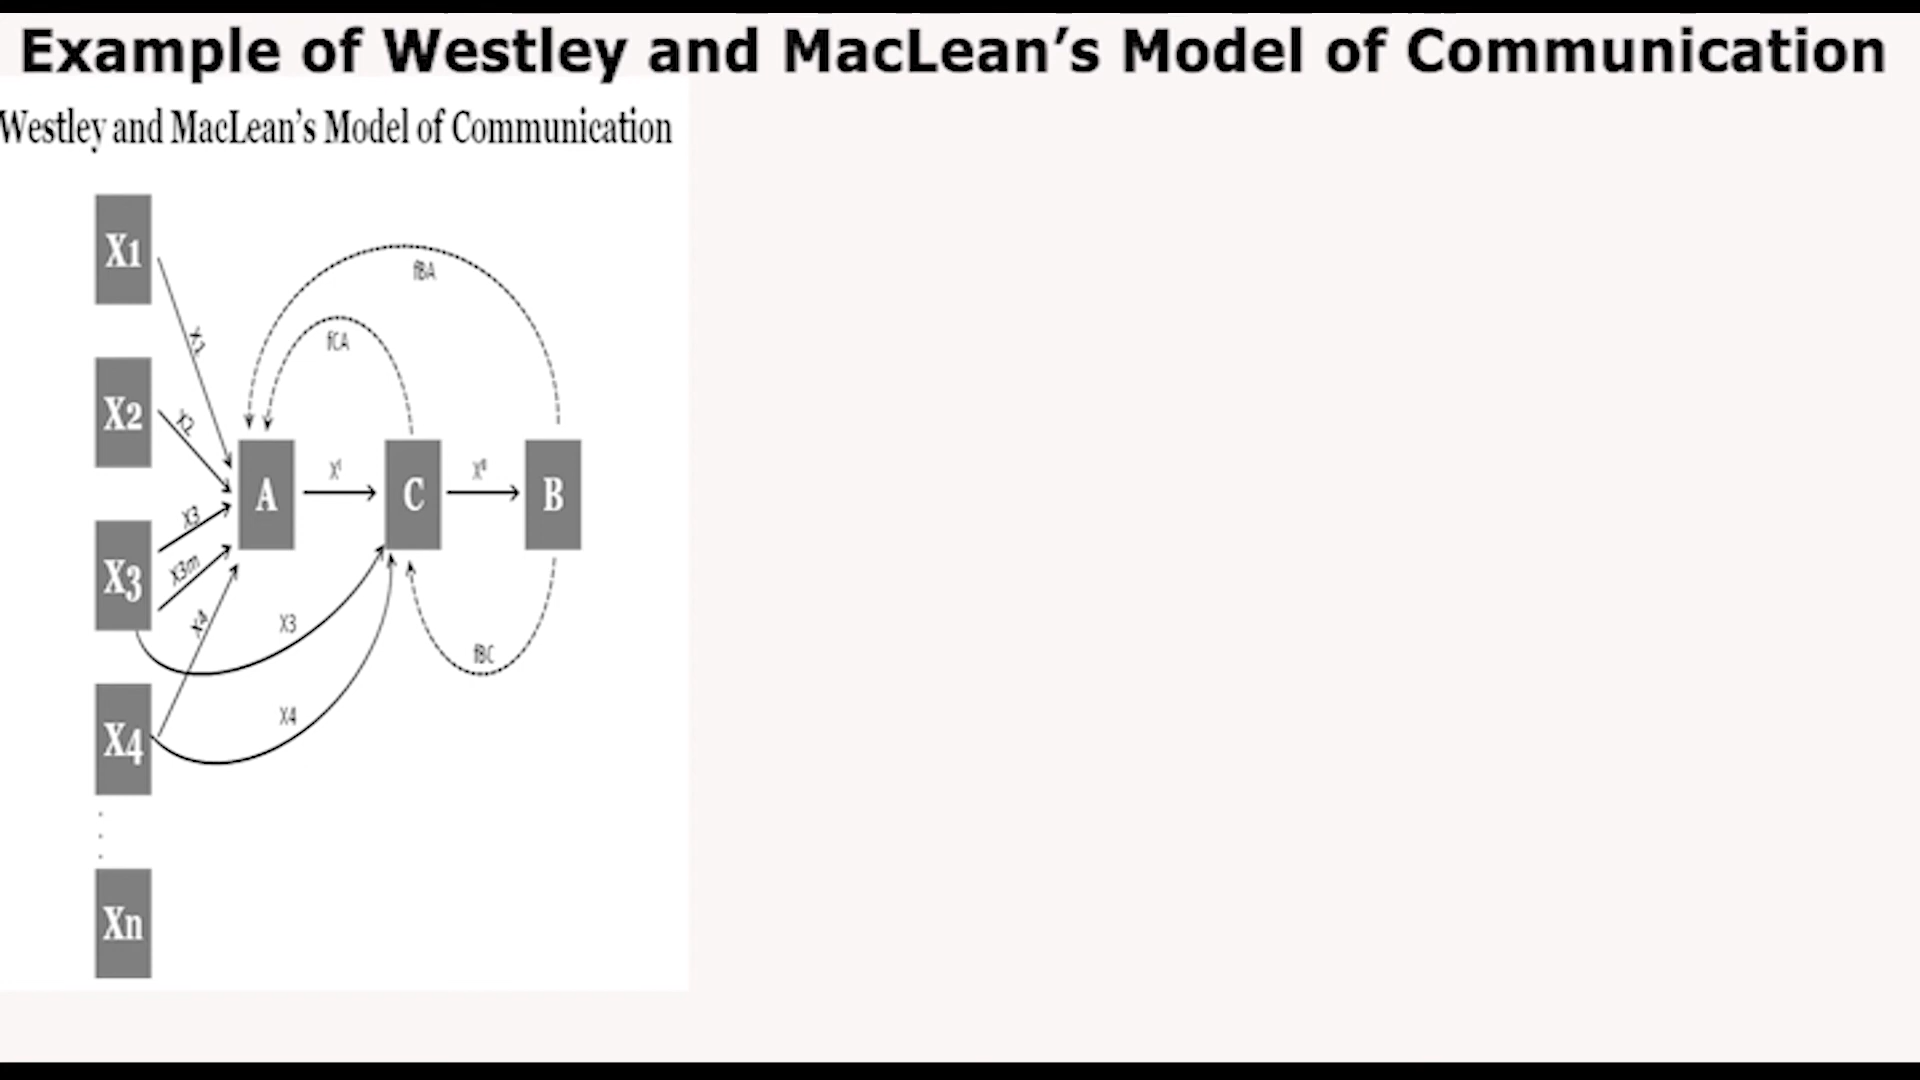 Example of Westley and MacLean’s Model of Communication
Westley and MacLean’s Model of Communication
X1
fBA
fCA
X1
X2
X2
A
X'
C
X"
B
X3
X3
X3m
X4
X3
fBC
X4
X4
.
.
.
Xn